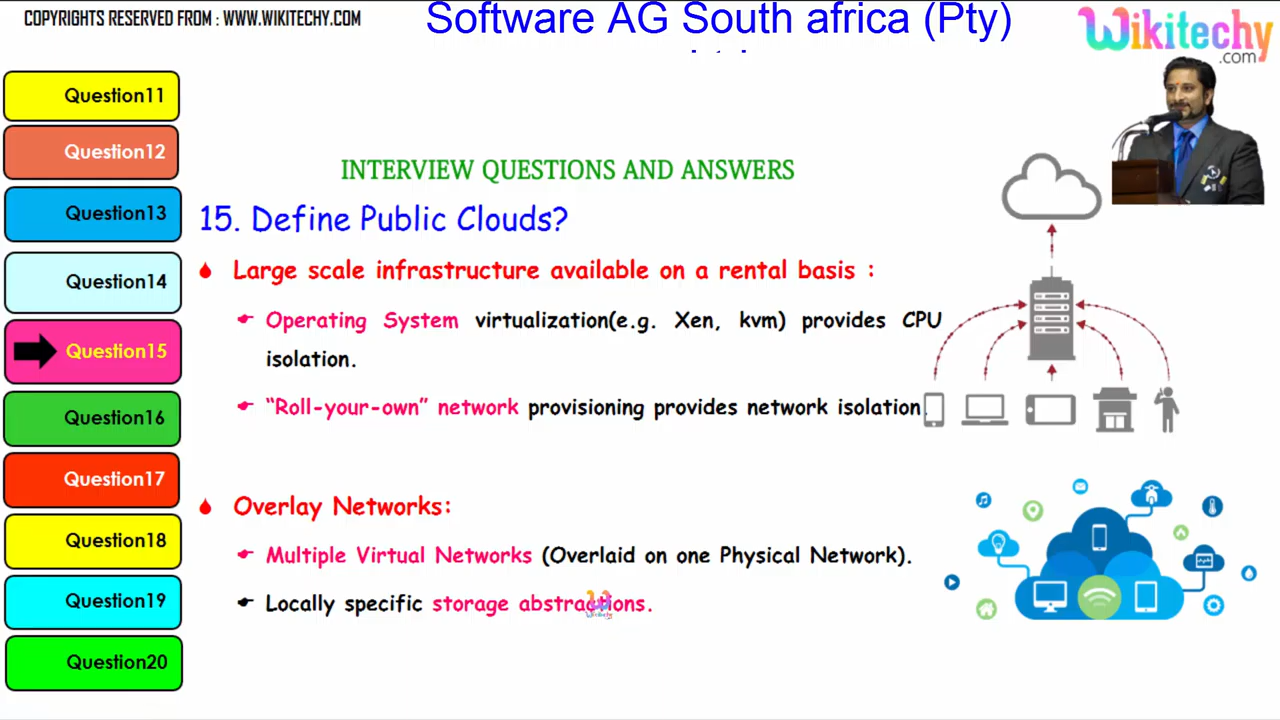 COPYRIGHTS RESERVED FROM : WWW.WIKITECHY.COM
Software AG South africa (Pty)
Wikitechy
.com
Question11
Question12
Question13
Question14
Question15
Question16
Question17
Question18
Question19
Question20
INTERVIEW QUESTIONS AND ANSWERS
15. Define Public Clouds?
Large scale infrastructure available on a rental basis :
Operating System virtualization(e.g. Xen, kvm) provides CPU
isolation.
“Roll-your-own” network provisioning provides network isolation.
Overlay Networks:
Multiple Virtual Networks (Overlaid on one Physical Network).
Locally specific storage abstractions.
Wikitechy